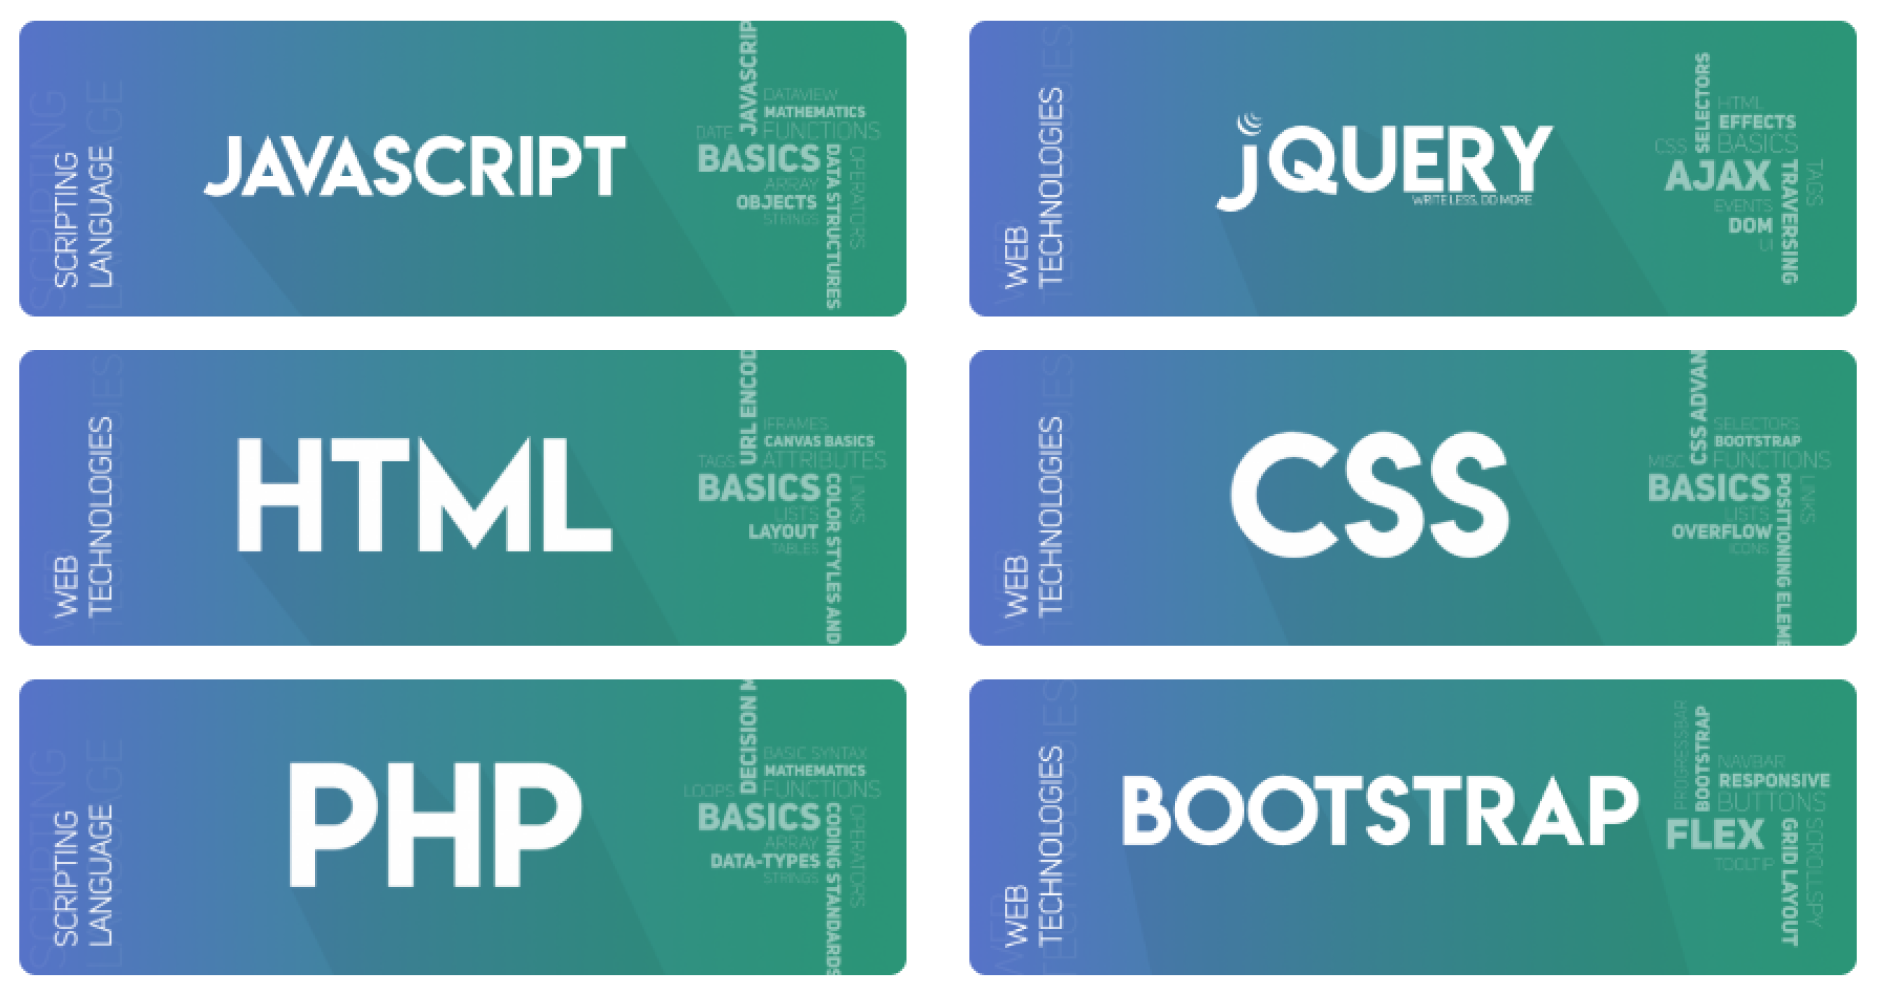 SCRIPTING
LANGUAGE
JAVASCRIPT
JAVASCRIP
DATAVIEW
MATHEMATICS
DATE
FUNCTIONS
BASICS
ARRAY
OBJECTS
STRINGS
DATA STRUCTURES
OPERATORS
WEB
TECHNOLOGIES
jQUERY
WRITE LESS, DO MORE.
SELECTORS
HTML
EFFECTS
CSS
BASICS
AJAX
EVENTS
DOM
UI
TRAVERSING
TAGS
WEB
TECHNOLOGIES
HTML
URL ENCOD
IFRAMES
CANVAS BASICS
TAGS
ATTRIBUTES
BASICS
LISTS
LAYOUT
TABLES
COLOR STYLES AND
LINKS
WEB
TECHNOLOGIES
CSS
CSS ADVAN
SELECTORS
BOOTSTRAP
MISC
FUNCTIONS
BASICS
LISTS
OVERFLOW
ICONS
POSITIONING ELEME
LINKS
SCRIPTING
LANGUAGE
PHP
DECISION M
BASIC SYNTAX
MATHEMATICS
LOOPS
FUNCTIONS
BASICS
ARRAY
DATA-TYPES
STRINGS
CODING STANDARDS
OPERATORS
WEB
TECHNOLOGIES
BOOTSTRAP
PROGRESSBAR
BOOTSTRAP
NAVBAR
RESPONSIVE
BUTTONS
FLEX
TOOLTIP
GRID LAYOUT
SCROLLSPY